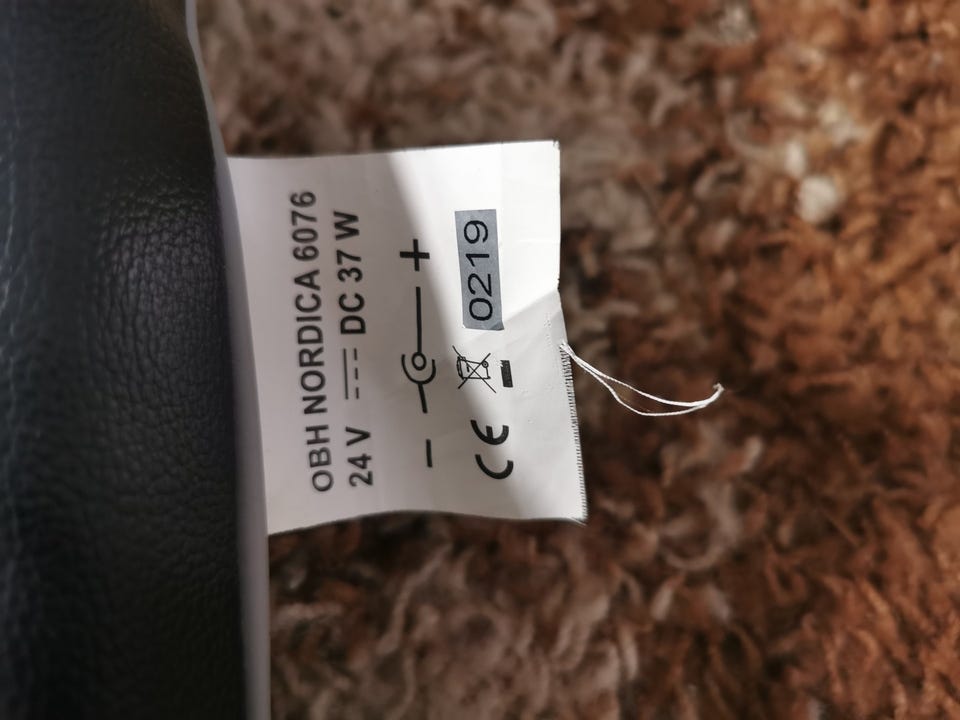 OBH NORDICA 6076
24 V ⎓ DC 37 W
- +
CE 0219